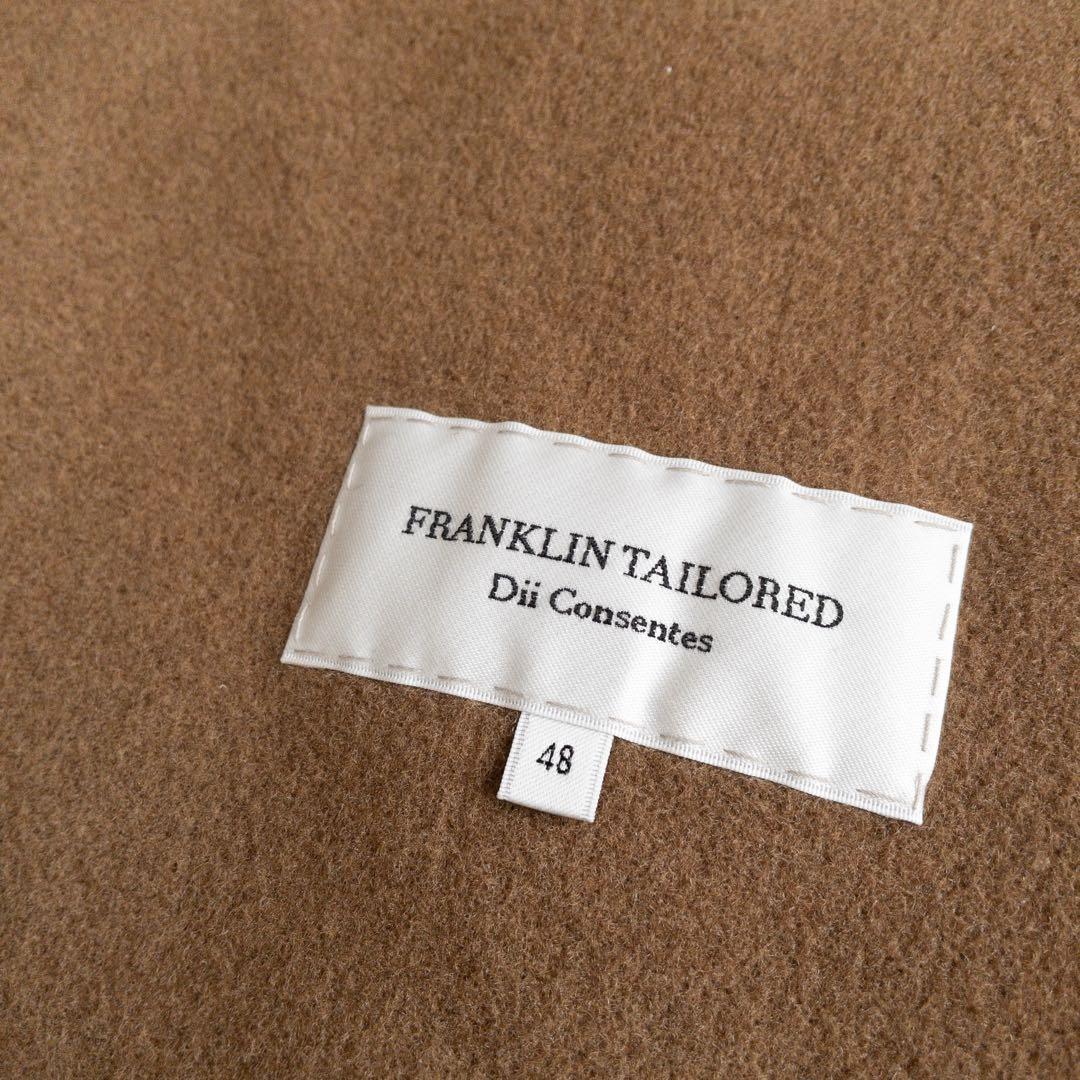 FRANKLIN TAILORED
Dii Consentes
48